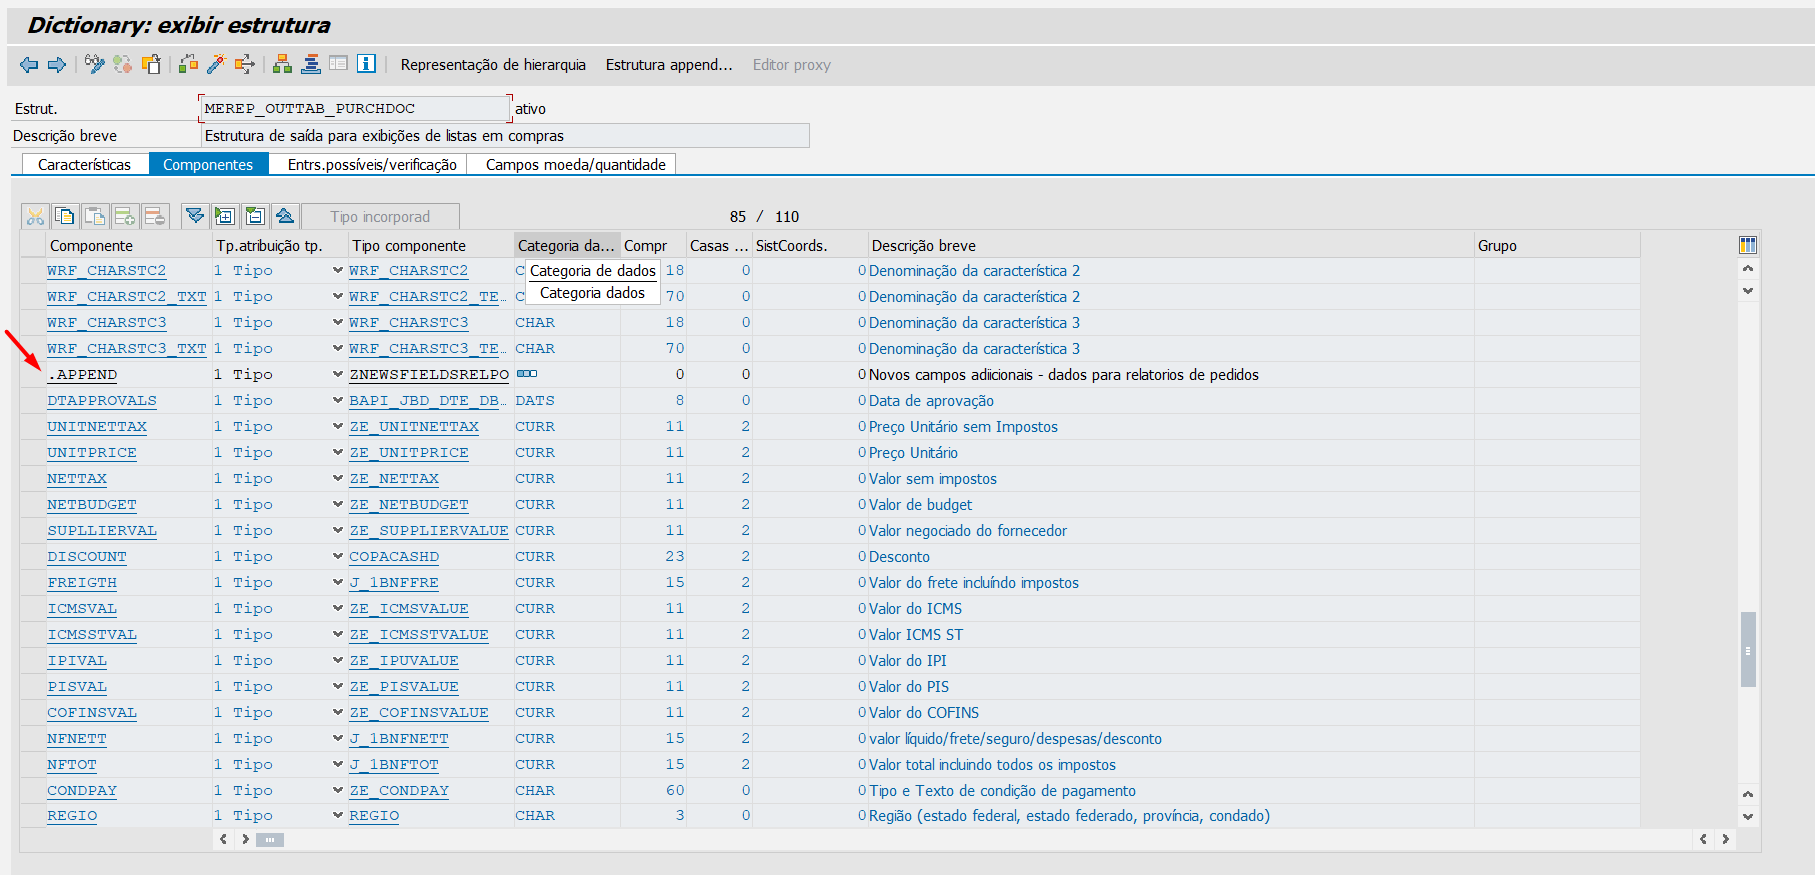 Dictionary: exibir estrutura
Representação de hierarquia Estrutura append... Editor proxy
Estrut. MEREP_OUTTAB_PURCHDOC ativo
Descrição breve Estrutura de saída para exibições de listas em compras
Características Componentes Entrs.possíveis/verificação Campos moeda/quantidade
Tipo incorporad 85 / 110
Componente Tp.atribuição tp. Tipo componente Categoria da... Compr Casas ... SistCoords. Descrição breve Grupo
WRF_CHARSTC2 1 Tipo WRF_CHARSTC2 C Categoria de dados 18 0 0 Denominação da característica 2
WRF_CHARSTC2_TXT 1 Tipo WRF_CHARSTC2_TE... Categoria dados 70 0 0 Denominação da característica 2
WRF_CHARSTC3 1 Tipo WRF_CHARSTC3 CHAR 18 0 0 Denominação da característica 3
WRF_CHARSTC3_TXT 1 Tipo WRF_CHARSTC3_TE... CHAR 70 0 0 Denominação da característica 3
.APPEND 1 Tipo ZNEWSFIELDSRELPO 0 0 0 Novos campos adiicionais - dados para relatorios de pedidos
DTAPPROVALS 1 Tipo BAPI_JBD_DTE_DB... DATS 8 0 0 Data de aprovação
UNITNETTAX 1 Tipo ZE_UNITNETTAX CURR 11 2 0 Preço Unitário sem Impostos
UNITPRICE 1 Tipo ZE_UNITPRICE CURR 11 2 0 Preço Unitário
NETTAX 1 Tipo ZE_NETTAX CURR 11 2 0 Valor sem impostos
NETBUDGET 1 Tipo ZE_NETBUDGET CURR 11 2 0 Valor de budget
SUPLLIERVAL 1 Tipo ZE_SUPPLIERVALUE CURR 11 2 0 Valor negociado do fornecedor
DISCOUNT 1 Tipo COPACASHD CURR 23 2 0 Desconto
FREIGTH 1 Tipo J_1BNFFRE CURR 15 2 0 Valor do frete incluíndo impostos
ICMSVAL 1 Tipo ZE_ICMSVALUE CURR 11 2 0 Valor do ICMS
ICMSSTVAL 1 Tipo ZE_ICMSSTVALUE CURR 11 2 0 Valor ICMS ST
IPIVAL 1 Tipo ZE_IPUVALUE CURR 11 2 0 Valor do IPI
PISVAL 1 Tipo ZE_PISVALUE CURR 11 2 0 Valor do PIS
COFINSVAL 1 Tipo ZE_COFINSVALUE CURR 11 2 0 Valor do COFINS
NFNETT 1 Tipo J_1BNFNETT CURR 15 2 0 valor líquido/frete/seguro/despesas/desconto
NFTOT 1 Tipo J_1BNFTOT CURR 15 2 0 Valor total incluindo todos os impostos
CONDPAY 1 Tipo ZE_CONDPAY CHAR 60 0 0 Tipo e Texto de condição de pagamento
REGIO 1 Tipo REGIO CHAR 3 0 0 Região (estado federal, estado federado, província, condado)